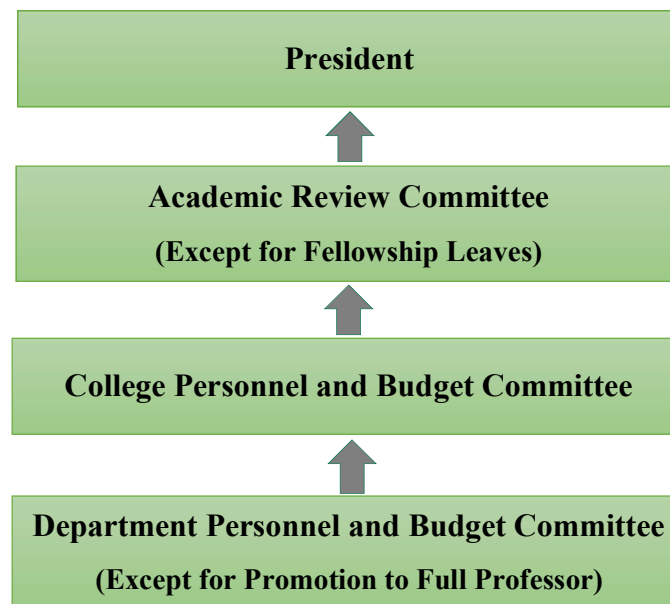 President
Academic Review Committee
(Except for Fellowship Leaves)
College Personnel and Budget Committee
Department Personnel and Budget Committee
(Except for Promotion to Full Professor)